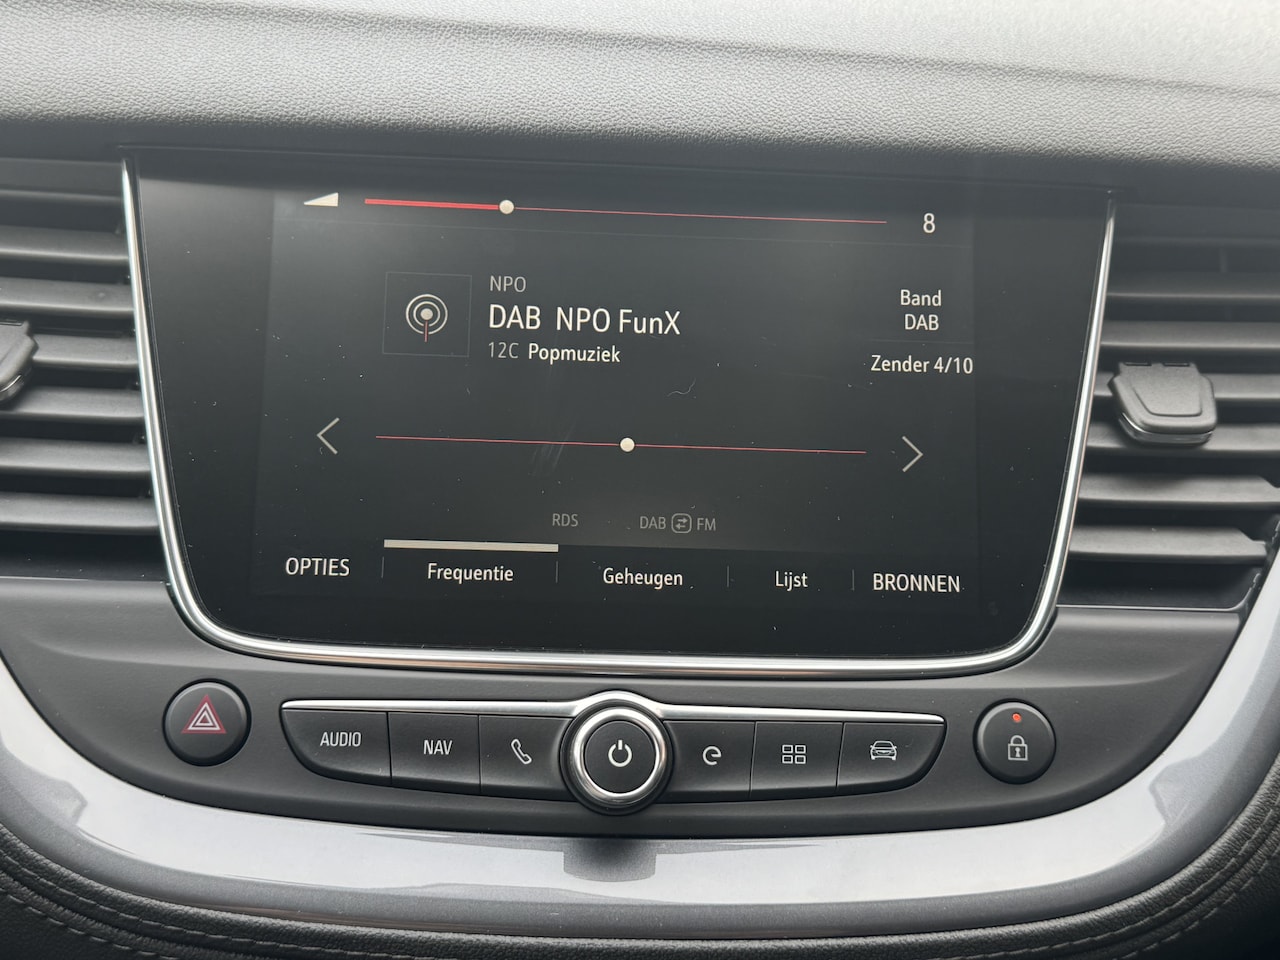 8
NPO
DAB NPO FunX
12C Popmuziek
Band
DAB
Zender 4/10
RDS
DAB FM
OPTIES
Frequentie
Geheugen
Lijst
BRONNEN
AUDIO
NAV